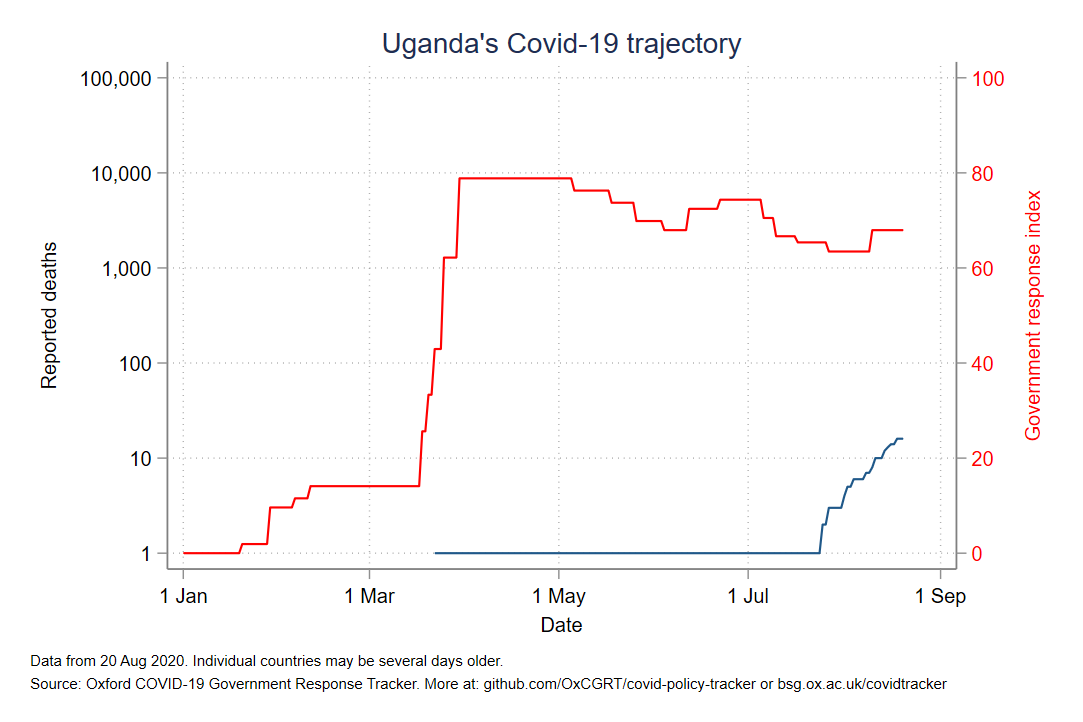 Uganda's Covid-19 trajectory
100,000
10,000
1,000
100
10
1
Reported deaths
100
80
60
40
20
0
Government response index
1 Jan
1 Mar
1 May
1 Jul
1 Sep
Date
Data from 20 Aug 2020. Individual countries may be several days older.
Source: Oxford COVID-19 Government Response Tracker. More at: github.com/OxCGRT/covid-policy-tracker or bsg.ox.ac.uk/covidtracker